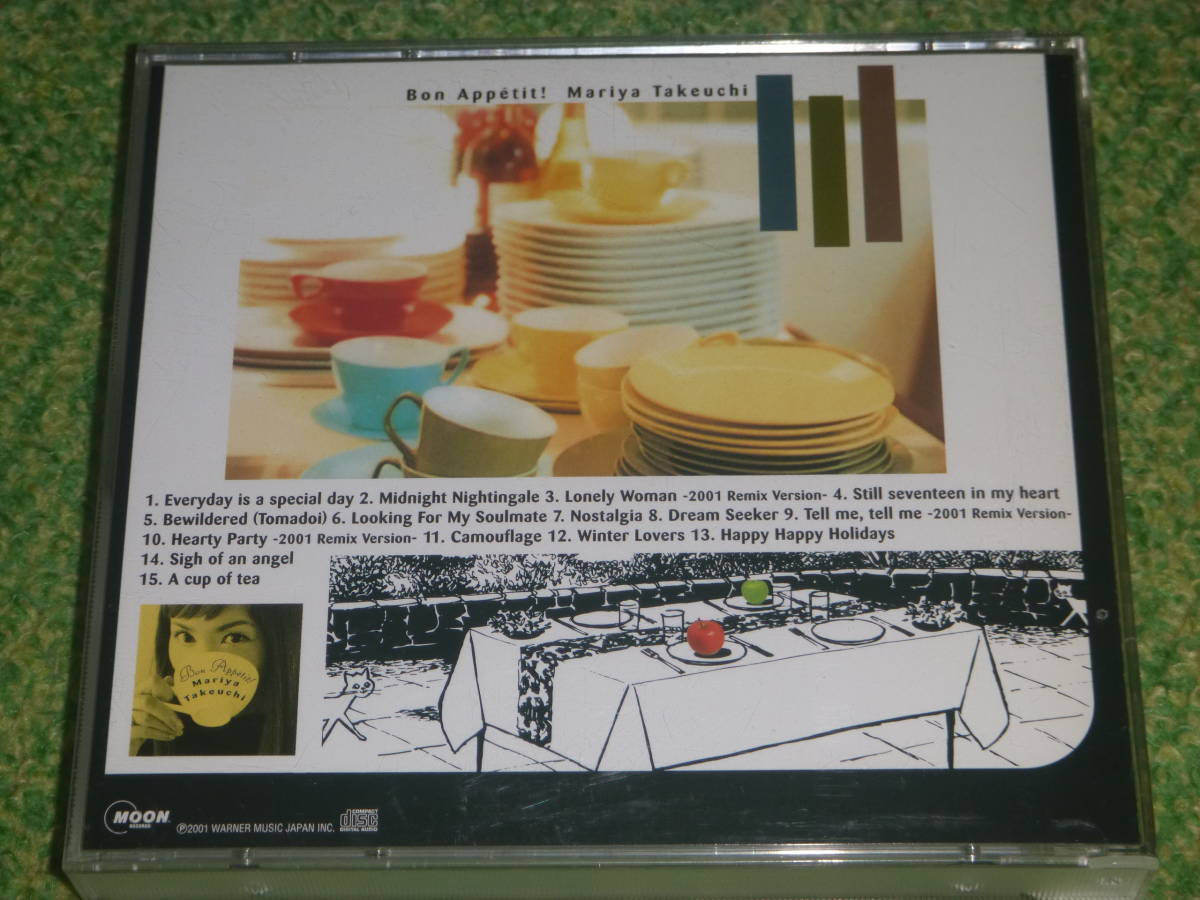 Bon Appétit! Mariya Takeuchi
1. Everyday is a special day 2. Midnight Nightingale 3. Lonely Woman -2001 Remix Version- 4. Still seventeen in my heart
5. Bewildered (Tomadoi) 6. Looking For My Soulmate 7. Nostalgia 8. Dream Seeker 9. Tell me, tell me -2001 Remix Version-
10. Hearty Party -2001 Remix Version- 11. Camouflage 12. Winter Lovers 13. Happy Happy Holidays
14. Sigh of an angel
15. A cup of tea
Bon Appétit!
Mariya
Takeuchi
MOON
RECORDS
℗2001 WARNER MUSIC JAPAN INC.
COMPACT
disc
DIGITAL AUDIO